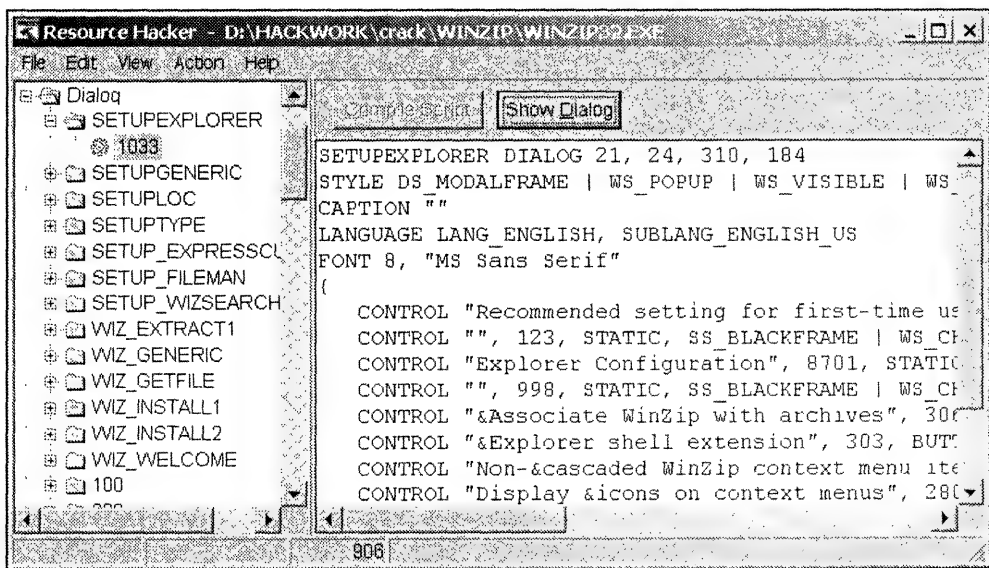 Resource Hacker - D:\HACKWORK\crack\WINZIP\WINZIP32.EXE
File Edit View Action Help
Dialog
SETUPEXPLORER
1033
SETUPGENERIC
SETUPLOC
SETUPTYPE
SETUP_EXPRESSCU
SETUP_FILEMAN
SETUP_WIZSEARCH
WIZ_EXTRACT1
WIZ_GENERIC
WIZ_GETFILE
WIZ_INSTALL1
WIZ_INSTALL2
WIZ_WELCOME
100
Compile Script Show Dialog
SETUPEXPLORER DIALOG 21, 24, 310, 184
STYLE DS_MODALFRAME | WS_POPUP | WS_VISIBLE | WS_
CAPTION ""
LANGUAGE LANG_ENGLISH, SUBLANG_ENGLISH_US
FONT 8, "MS Sans Serif"
{
CONTROL "Recommended setting for first-time us
CONTROL "", 123, STATIC, SS_BLACKFRAME | WS_CH
CONTROL "Explorer Configuration", 8701, STATIC
CONTROL "", 998, STATIC, SS_BLACKFRAME | WS_CH
CONTROL "&Associate WinZip with archives", 306
CONTROL "&Explorer shell extension", 303, BUTT
CONTROL "Non-&cascaded WinZip context menu ite
CONTROL "Display &icons on context menus", 280
906